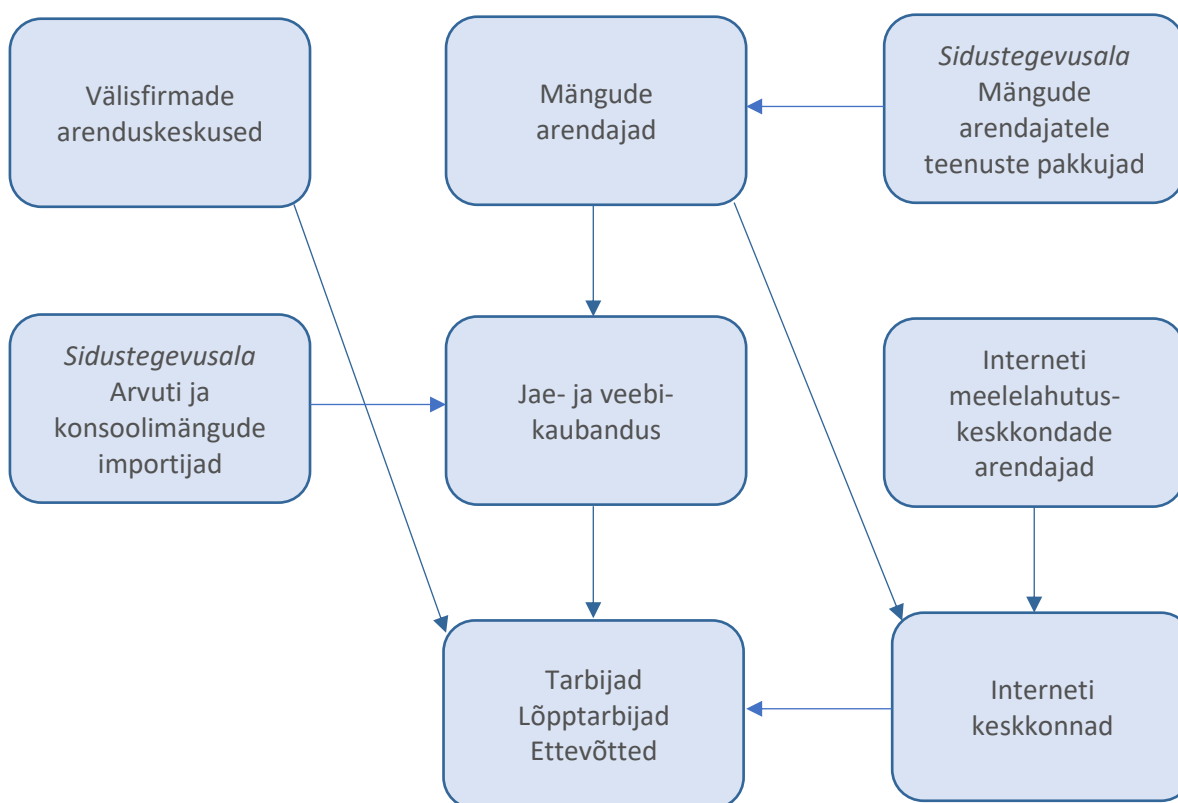 Välisfirmade
arenduskeskused
Mängude
arendajad
Sidustegevusala
Mängude
arendajatele
teenuste pakkujad
Sidustegevusala
Arvuti ja
konsoolimängude
importijad
Jae- ja veebi-
kaubandus
Interneti
meelelahutus-
keskkondade
arendajad
Tarbijad
Lõpptarbijad
Ettevõtted
Interneti
keskkonnad